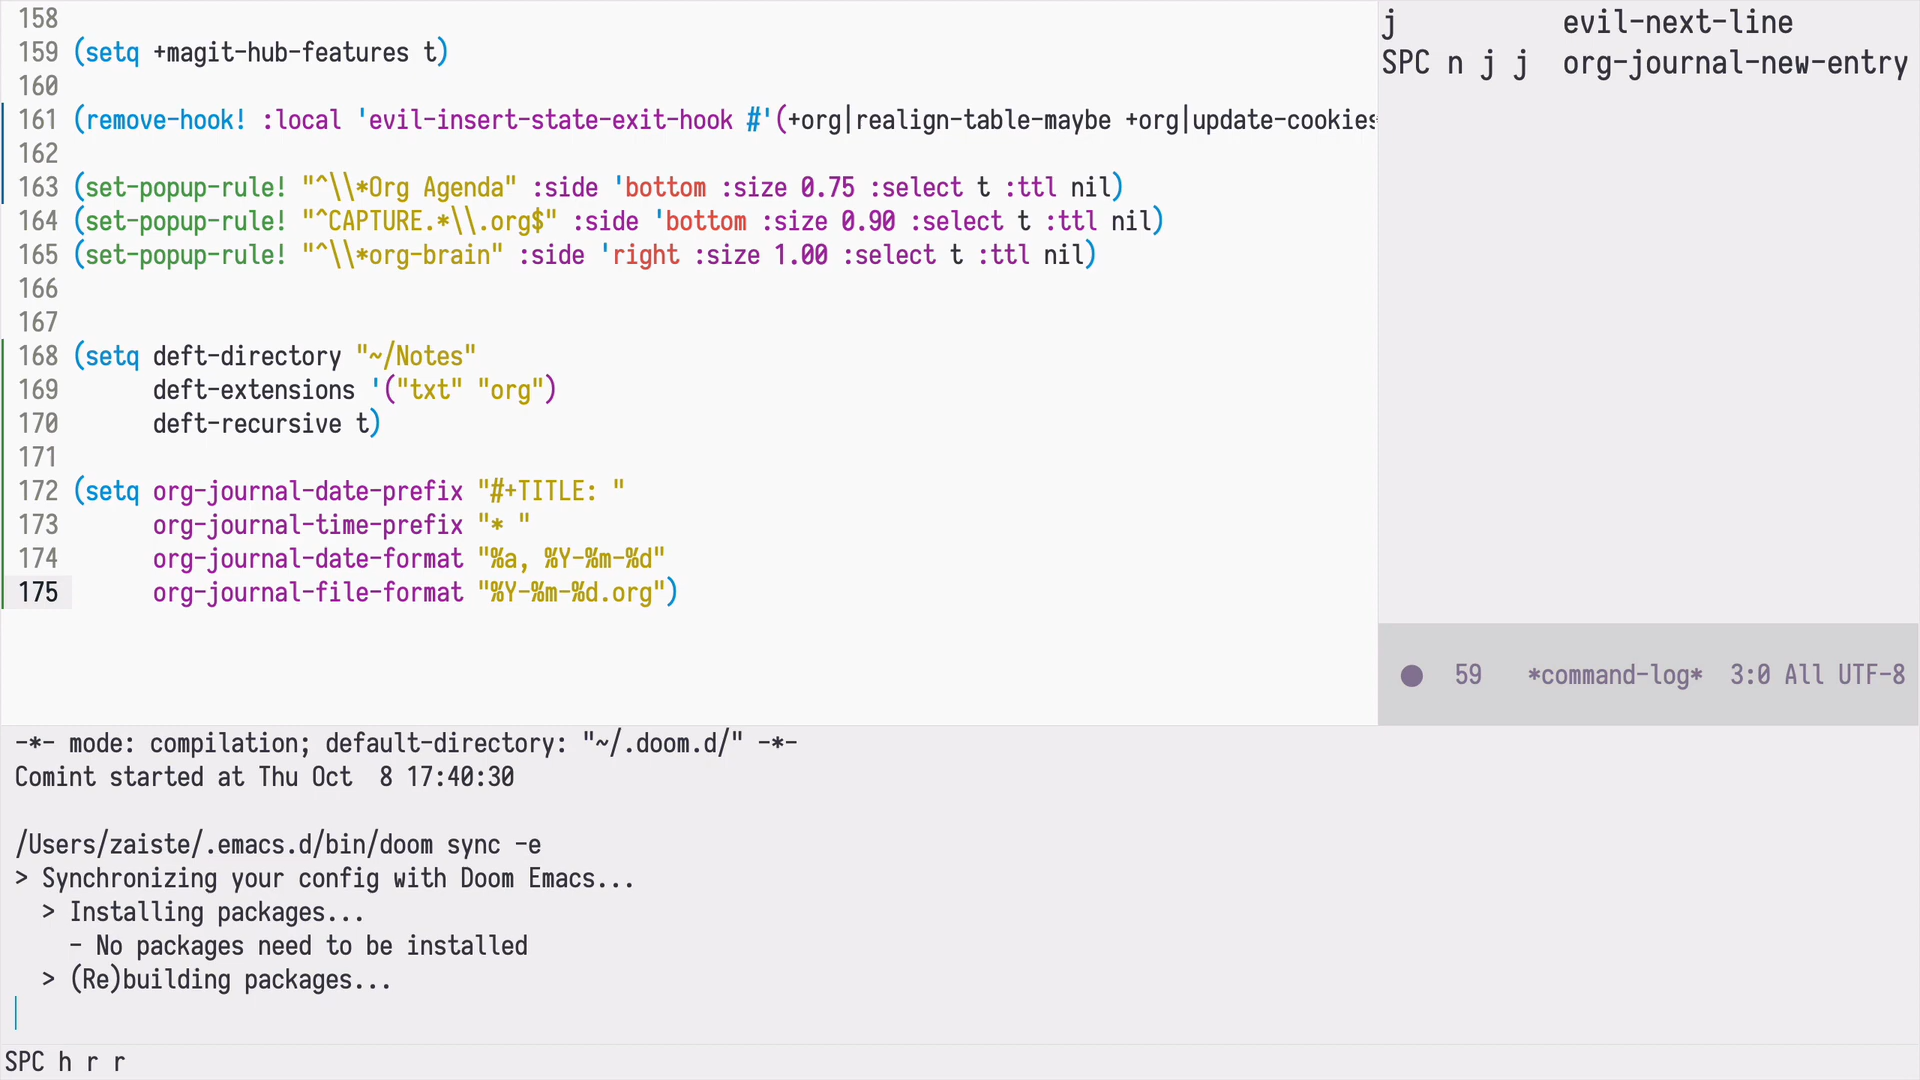 158
159 (setq +magit-hub-features t)
160
161 (remove-hook! :local 'evil-insert-state-exit-hook #'(+org|realign-table-maybe +org|update-cookies
162
163 (set-popup-rule! "^\\*Org Agenda" :side 'bottom :size 0.75 :select t :ttl nil)
164 (set-popup-rule! "^CAPTURE.*\\.org$" :side 'bottom :size 0.90 :select t :ttl nil)
165 (set-popup-rule! "^\\*org-brain" :side 'right :size 1.00 :select t :ttl nil)
166
167
168 (setq deft-directory "~/Notes"
169       deft-extensions '("txt" "org")
170       deft-recursive t)
171
172 (setq org-journal-date-prefix "#+TITLE: "
173       org-journal-time-prefix "* "
174       org-journal-date-format "%a, %Y-%m-%d"
175       org-journal-file-format "%Y-%m-%d.org")
j            evil-next-line
SPC n j j  org-journal-new-entry
59   *command-log*  3:0 All UTF-8
-*- mode: compilation; default-directory: "~/.doom.d/" -*-
Comint started at Thu Oct  8 17:40:30
/Users/zaiste/.emacs.d/bin/doom sync -e
> Synchronizing your config with Doom Emacs...
  > Installing packages...
    - No packages need to be installed
  > (Re)building packages...
SPC h r r